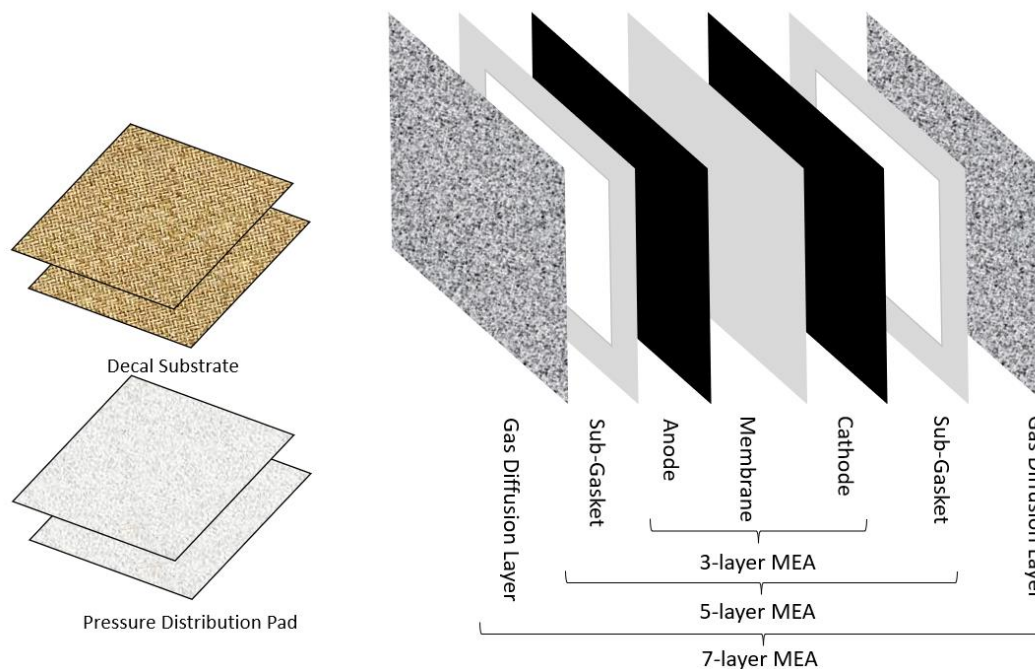 Decal Substrate
Pressure Distribution Pad
Gas Diffusion Layer
Sub-Gasket
Anode
Membrane
Cathode
Sub-Gasket
Gas Diffusion Layer
3-layer MEA
5-layer MEA
7-layer MEA